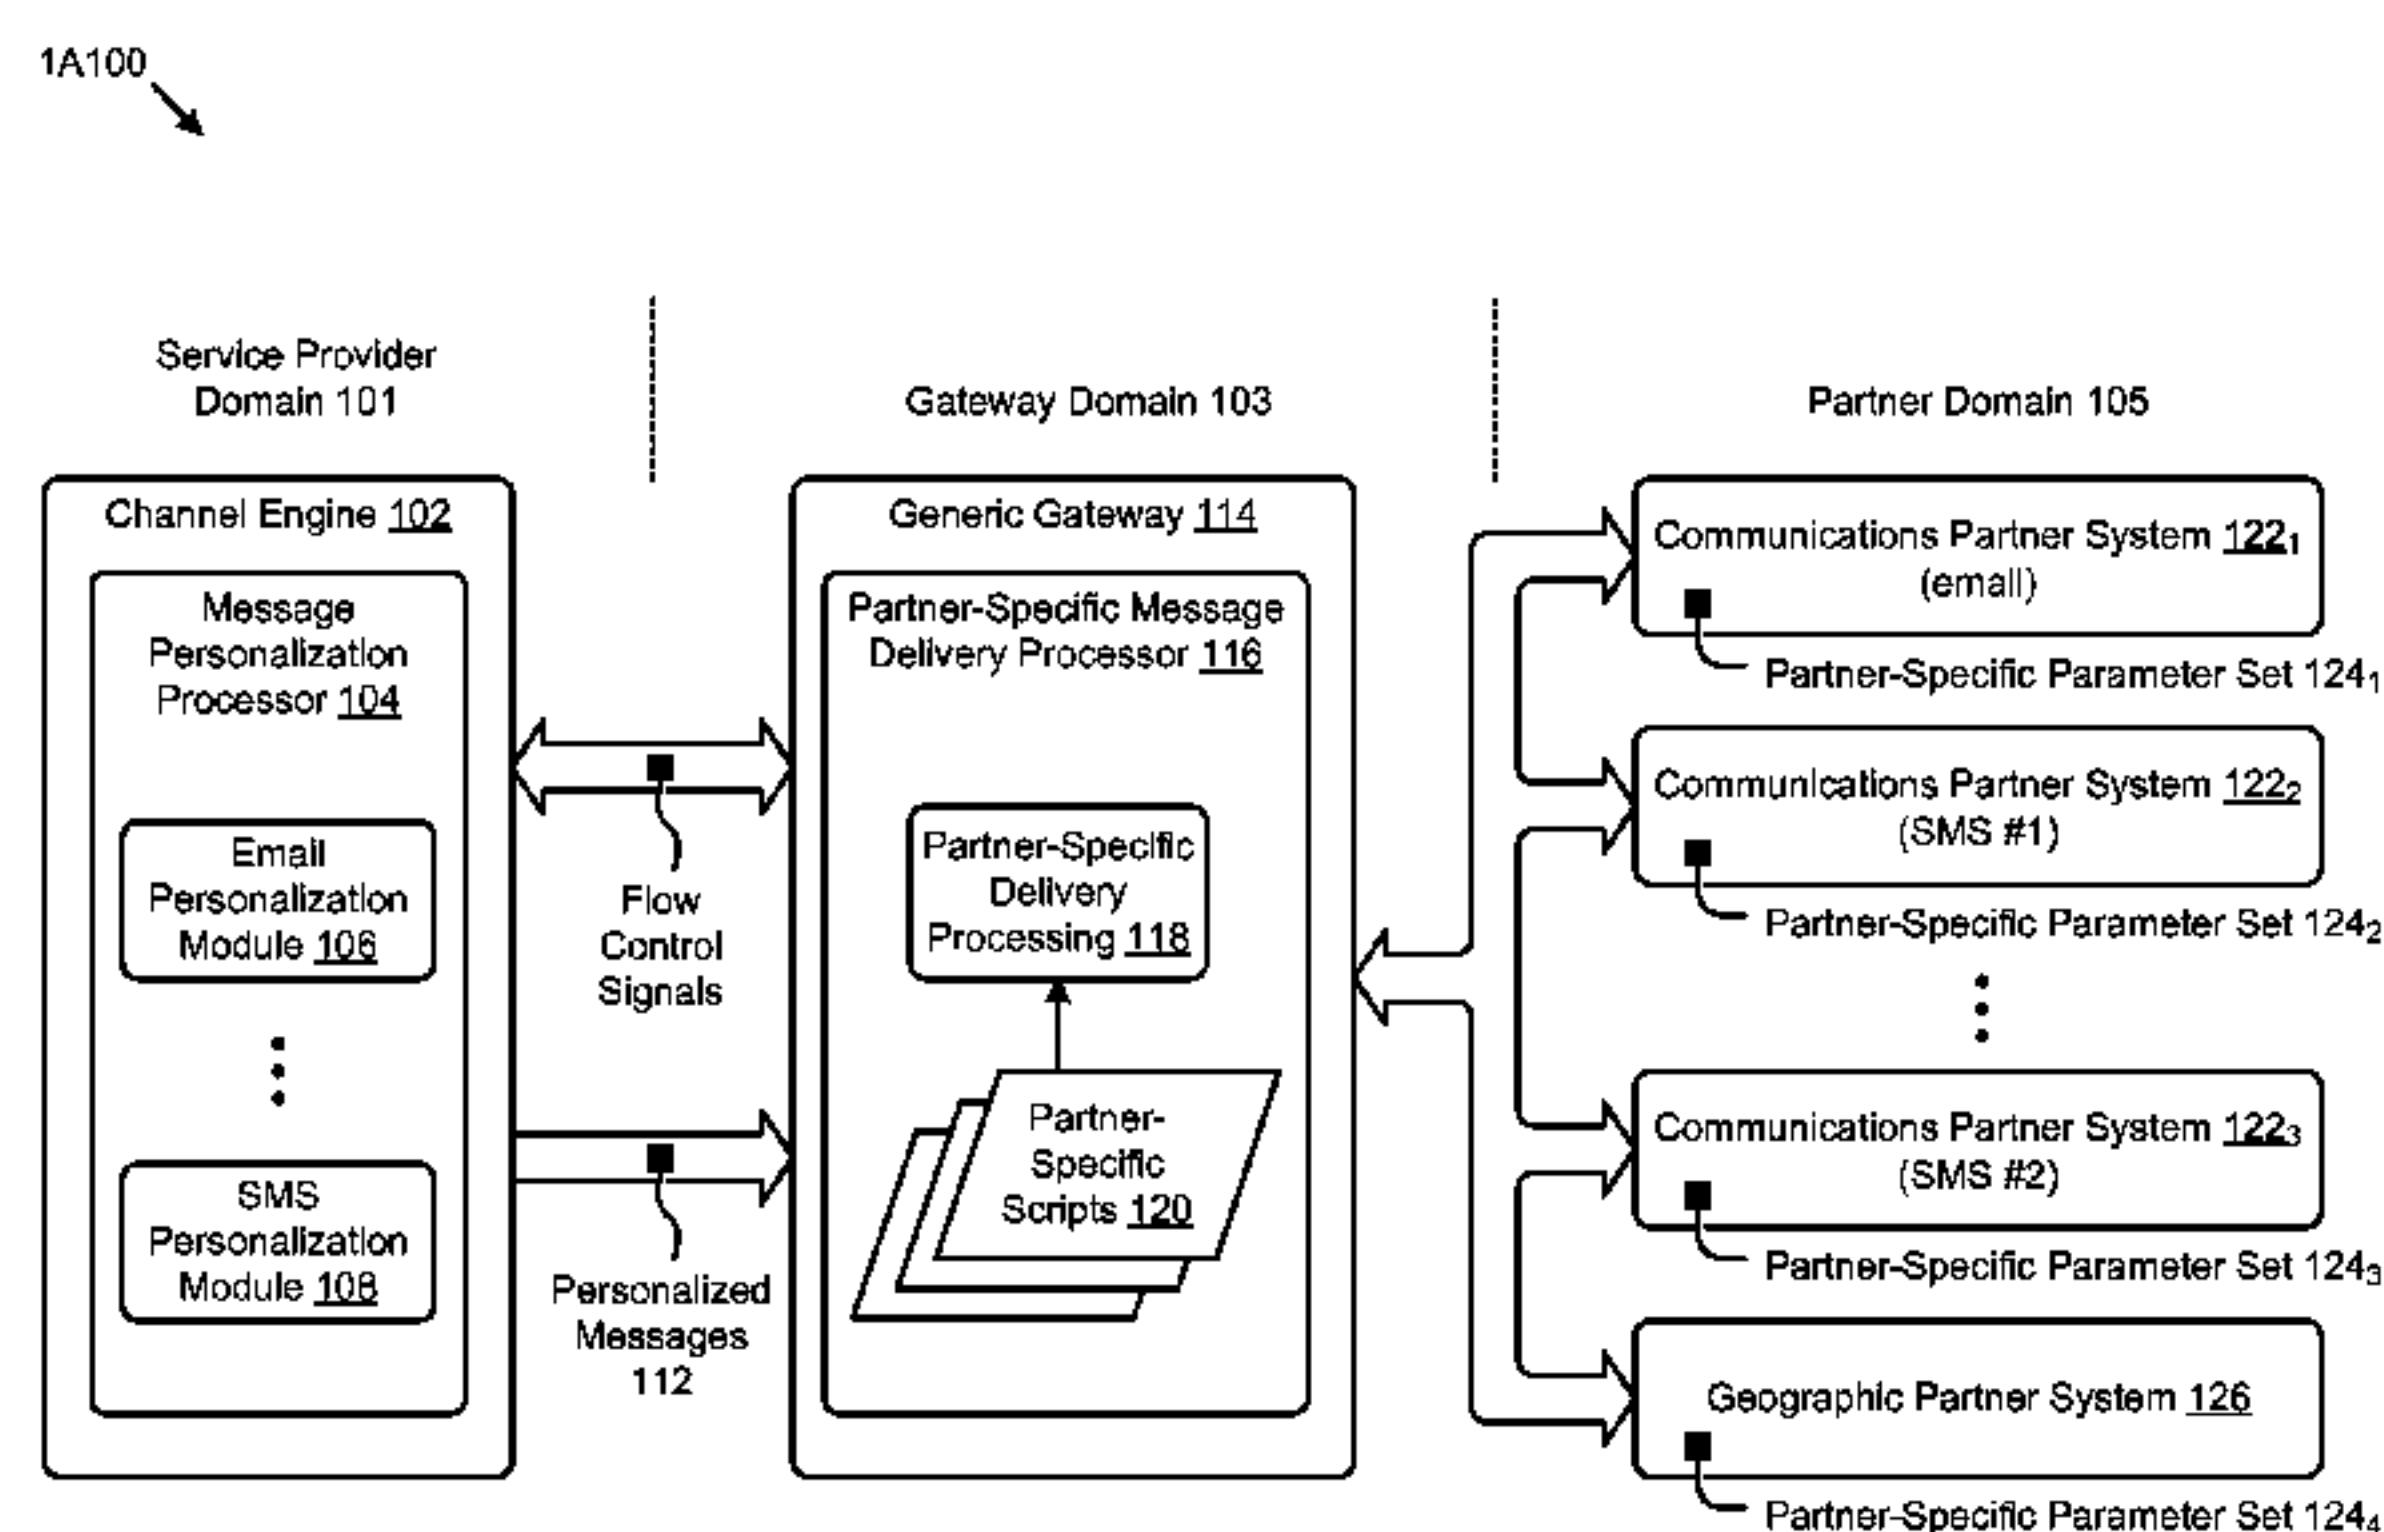 1A100
Service Provider
Domain 101
Gateway Domain 103
Partner Domain 105
Channel Engine 102
Message
Personalization
Processor 104
Email
Personalization
Module 106
SMS
Personalization
Module 108
Flow
Control
Signals
Personalized
Messages
112
Generic Gateway 114
Partner-Specific Message
Delivery Processor 116
Partner-Specific
Delivery
Processing 118
Partner-
Specific
Scripts 120
Communications Partner System 122₁
(email)
Partner-Specific Parameter Set 124₁
Communications Partner System 122₂
(SMS #1)
Partner-Specific Parameter Set 124₂
Communications Partner System 122₃
(SMS #2)
Partner-Specific Parameter Set 124₃
Geographic Partner System 126
Partner-Specific Parameter Set 124₄